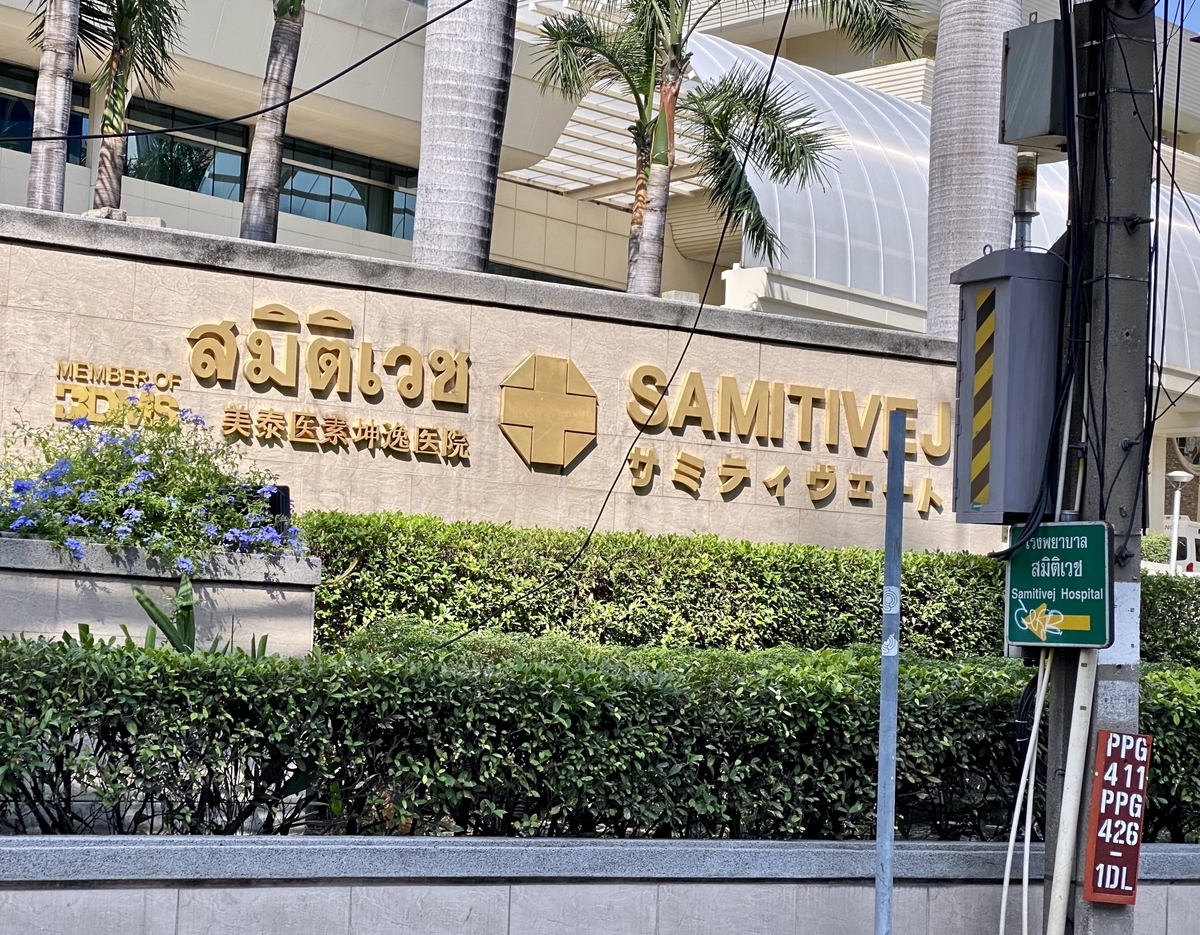 สมิติเวช
MEMBER OF
BDMS
美泰医素坤逸医院
SAMITIVEJ
サミティヴェート
โรงพยาบาล
สมิติเวช
Samitivej Hospital
PPG
411
PPG
426
-
1DL